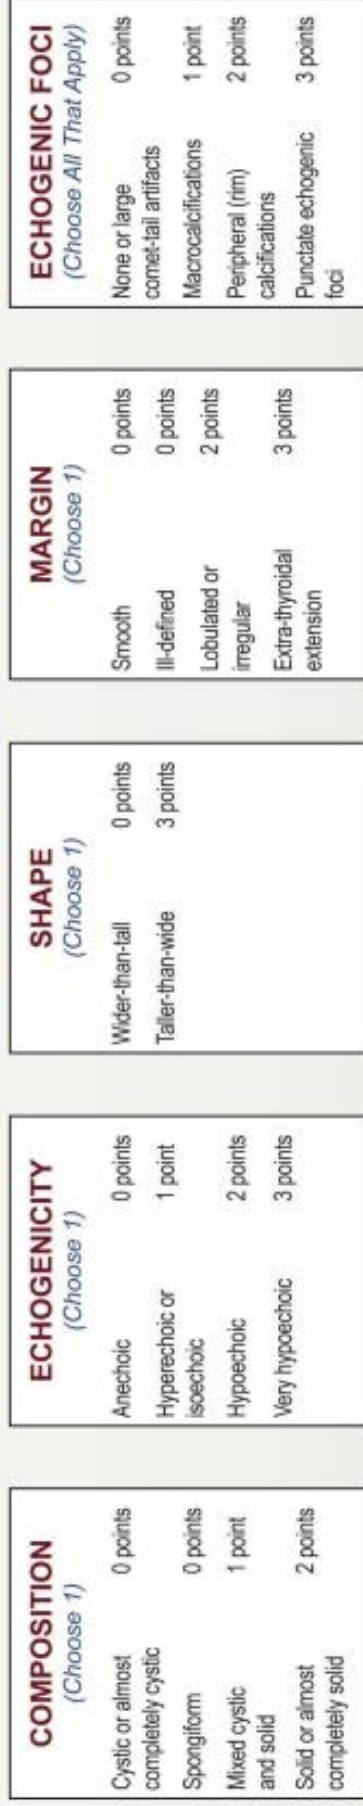 COMPOSITION
(Choose 1)
Cystic or almost completely cystic 0 points
Spongiform 0 points
Mixed cystic and solid 1 point
Solid or almost completely solid 2 points
ECHOGENICITY
(Choose 1)
Anechoic 0 points
Hyperechoic or isoechoic 1 point
Hypoechoic 2 points
Very hypoechoic 3 points
SHAPE
(Choose 1)
Wider-than-tall 0 points
Taller-than-wide 3 points
MARGIN
(Choose 1)
Smooth 0 points
Ill-defined 0 points
Lobulated or irregular 2 points
Extra-thyroidal extension 3 points
ECHOGENIC FOCI
(Choose All That Apply)
None or large comet-tail artifacts 0 points
Macrocalcifications 1 point
Peripheral (rim) calcifications 2 points
Punctate echogenic foci 3 points